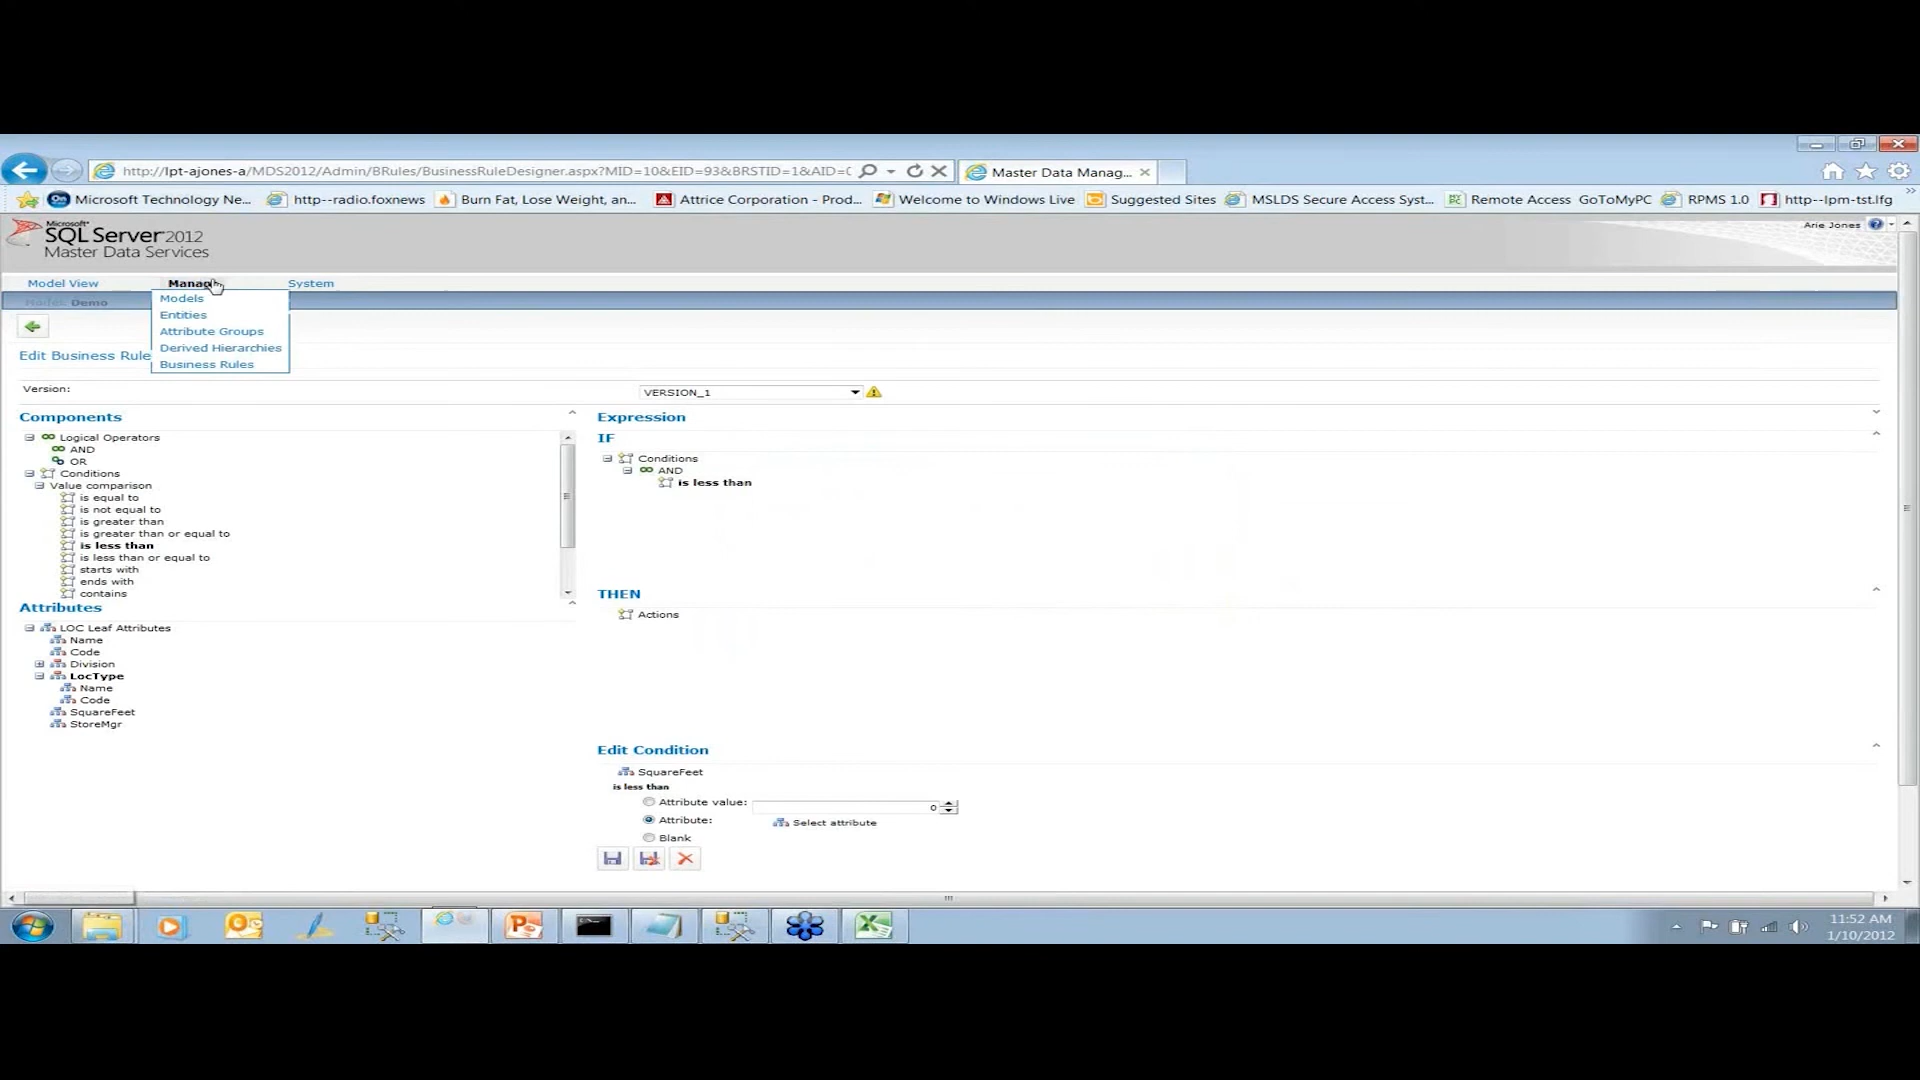 http://lpt-ajones-a/MDS2012/Admin/BRules/BusinessRuleDesigner.aspx?MID=10&EID=93&BRSTID=1&AID=0
Master Data Manag...
Microsoft Technology Ne...
http--radio.foxnews
Burn Fat, Lose Weight, an...
Attrice Corporation - Prod...
Welcome to Windows Live
Suggested Sites
MSLDS Secure Access Syst...
Remote Access GoToMyPC
RPMS 1.0
http--lpm-tst.lfg
Microsoft
SQL Server 2012
Master Data Services
Arie Jones
Model View
Manag
System
Model: Demo
Models
Entities
Attribute Groups
Derived Hierarchies
Business Rules
Edit Business Rule
Version:
VERSION_1
Components
Logical Operators
AND
OR
Conditions
Value comparison
is equal to
is not equal to
is greater than
is greater than or equal to
is less than
is less than or equal to
starts with
ends with
contains
Attributes
LOC Leaf Attributes
Name
Code
Division
LocType
Name
Code
SquareFeet
StoreMgr
Expression
IF
Conditions
AND
is less than
THEN
Actions
Edit Condition
SquareFeet
is less than
Attribute value:
0
Attribute:
Select attribute
Blank
11:52 AM
1/10/2012